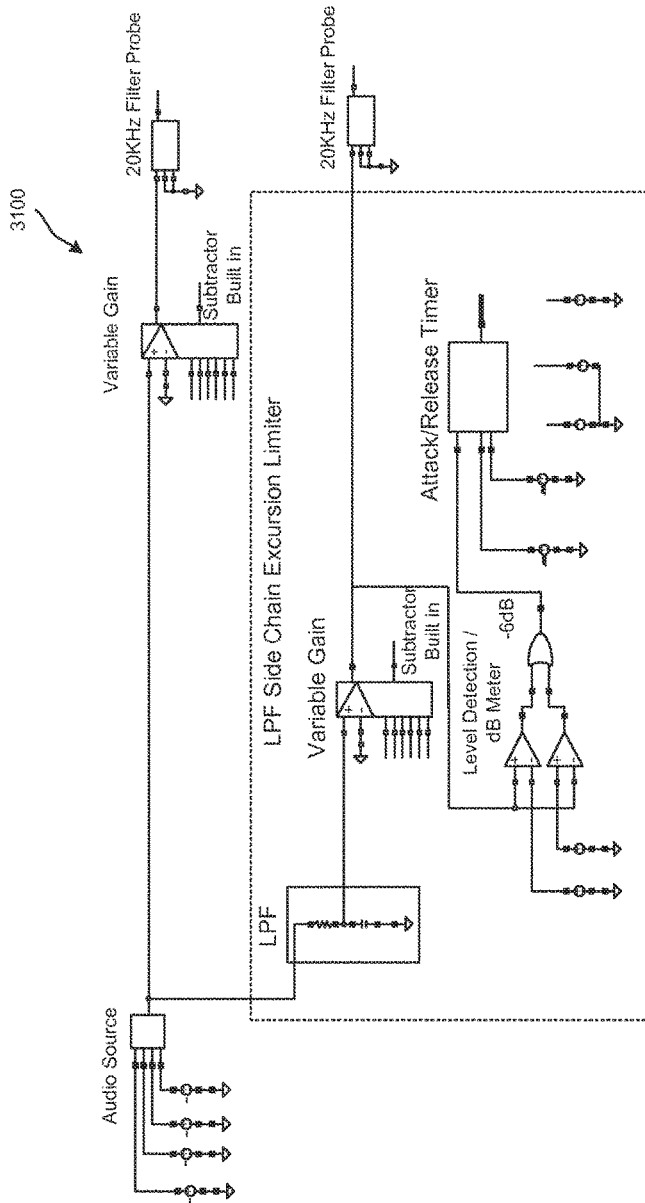 3100
Audio Source
Variable Gain
+
-
Subtractor
Built in
20KHz Filter Probe
LPF Side Chain Excursion Limiter
LPF
Variable Gain
+
-
Subtractor
Built in
20KHz Filter Probe
Level Detection /
dB Meter
+
-
+
-
-6dB
Attack/Release Timer